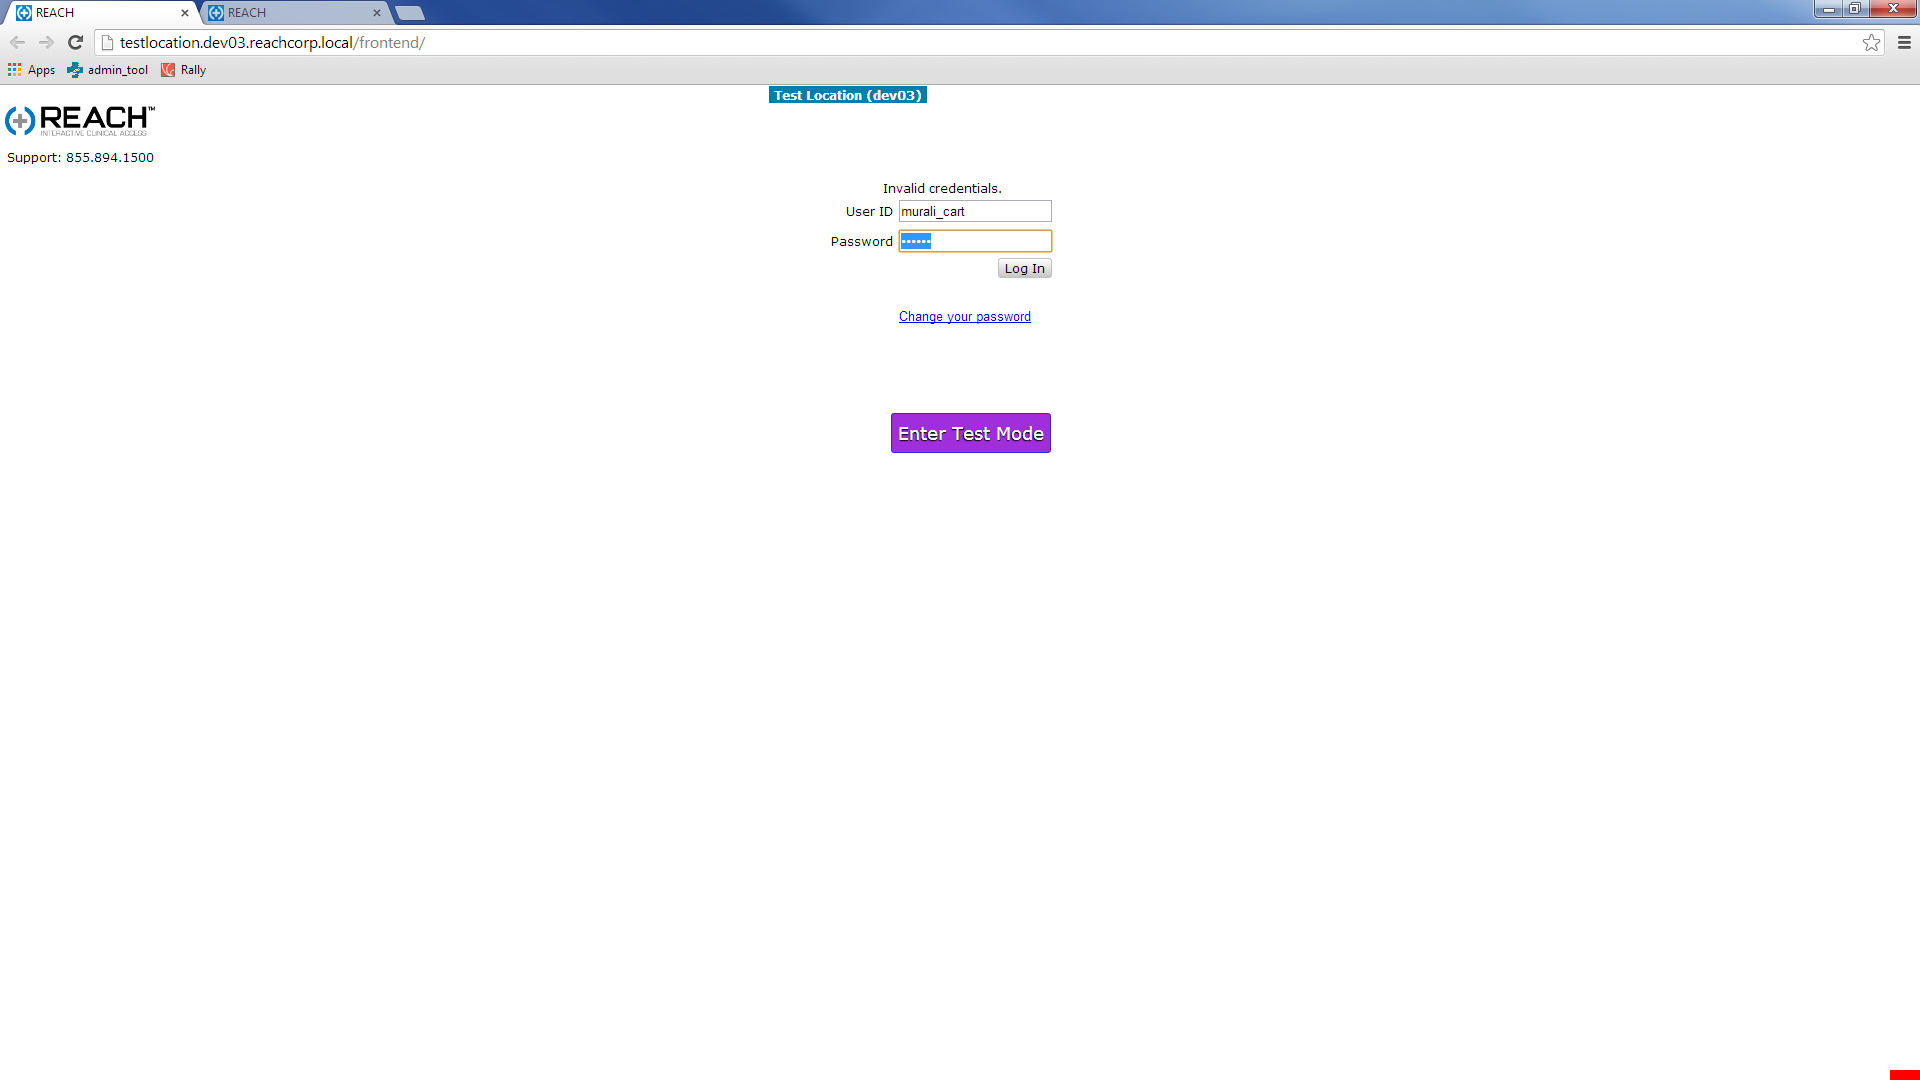 REACH
REACH
testlocation.dev03.reachcorp.local/frontend/
Apps admin_tool Rally
Test Location (dev03)
REACH™
INTERACTIVE CLINICAL ACCESS
Support: 855.894.1500
Invalid credentials.
User ID murali_cart
Password ••••••
Log In
Change your password
Enter Test Mode